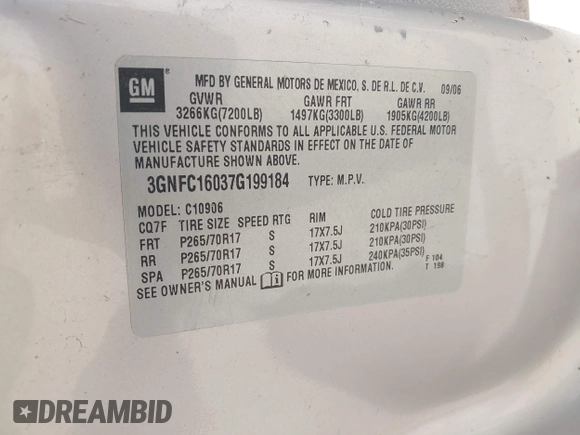 GM
MFD BY GENERAL MOTORS DE MEXICO, S. DE R.L. DE C.V. 09/06
GVWR GAWR FRT GAWR RR
3266KG(7200LB) 1497KG(3300LB) 1905KG(4200LB)
THIS VEHICLE CONFORMS TO ALL APPLICABLE U.S. FEDERAL MOTOR
VEHICLE SAFETY STANDARDS IN EFFECT ON THE DATE OF
MANUFACTURE SHOWN ABOVE.
3GNFC16037G199184 TYPE: M.P.V.
MODEL: C10906
CQ7F TIRE SIZE SPEED RTG RIM COLD TIRE PRESSURE
FRT P265/70R17 S 17X7.5J 210KPA(30PSI)
RR P265/70R17 S 17X7.5J 210KPA(30PSI)
SPA P265/70R17 S 17X7.5J 240KPA(35PSI)
SEE OWNER'S MANUAL FOR MORE INFORMATION.
F 104
T 198
DREAMBID